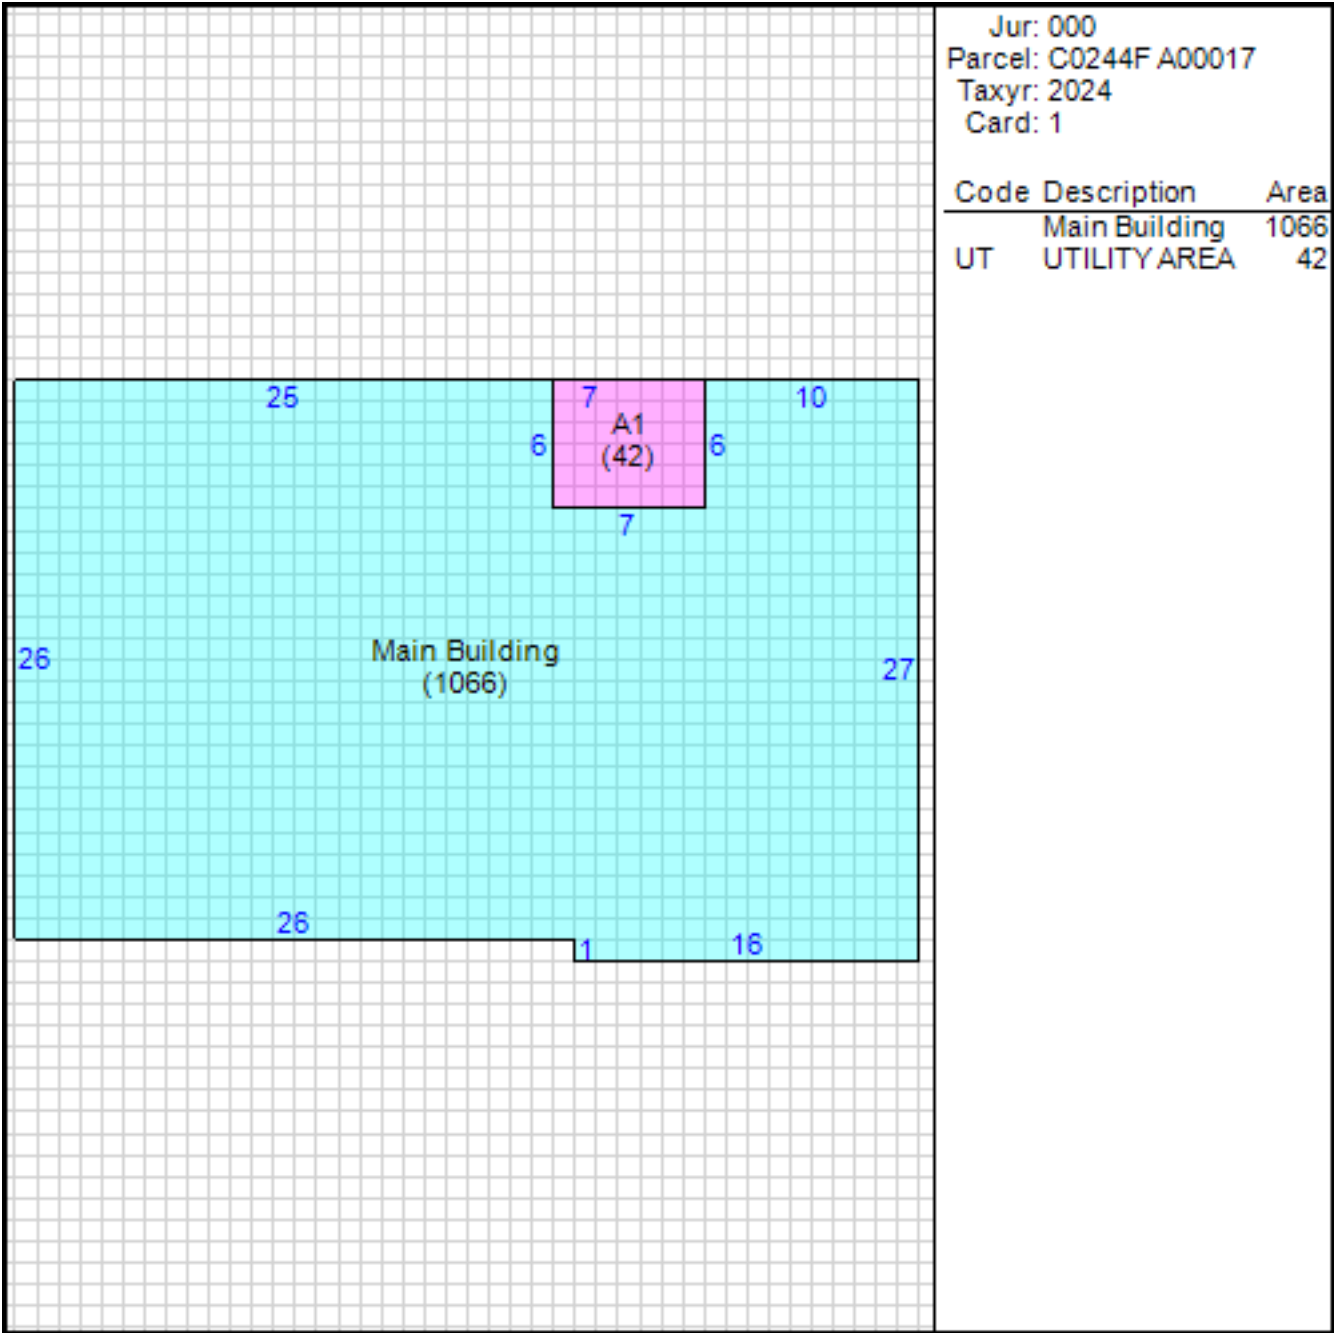 Jur: 000
Parcel: C0244F A00017
Taxyr: 2024
Card: 1
Code Description Area
Main Building 1066
UT UTILITY AREA 42
25 7 10
A1
6 (42) 6
7
Main Building
26 (1066) 27
26
1 16